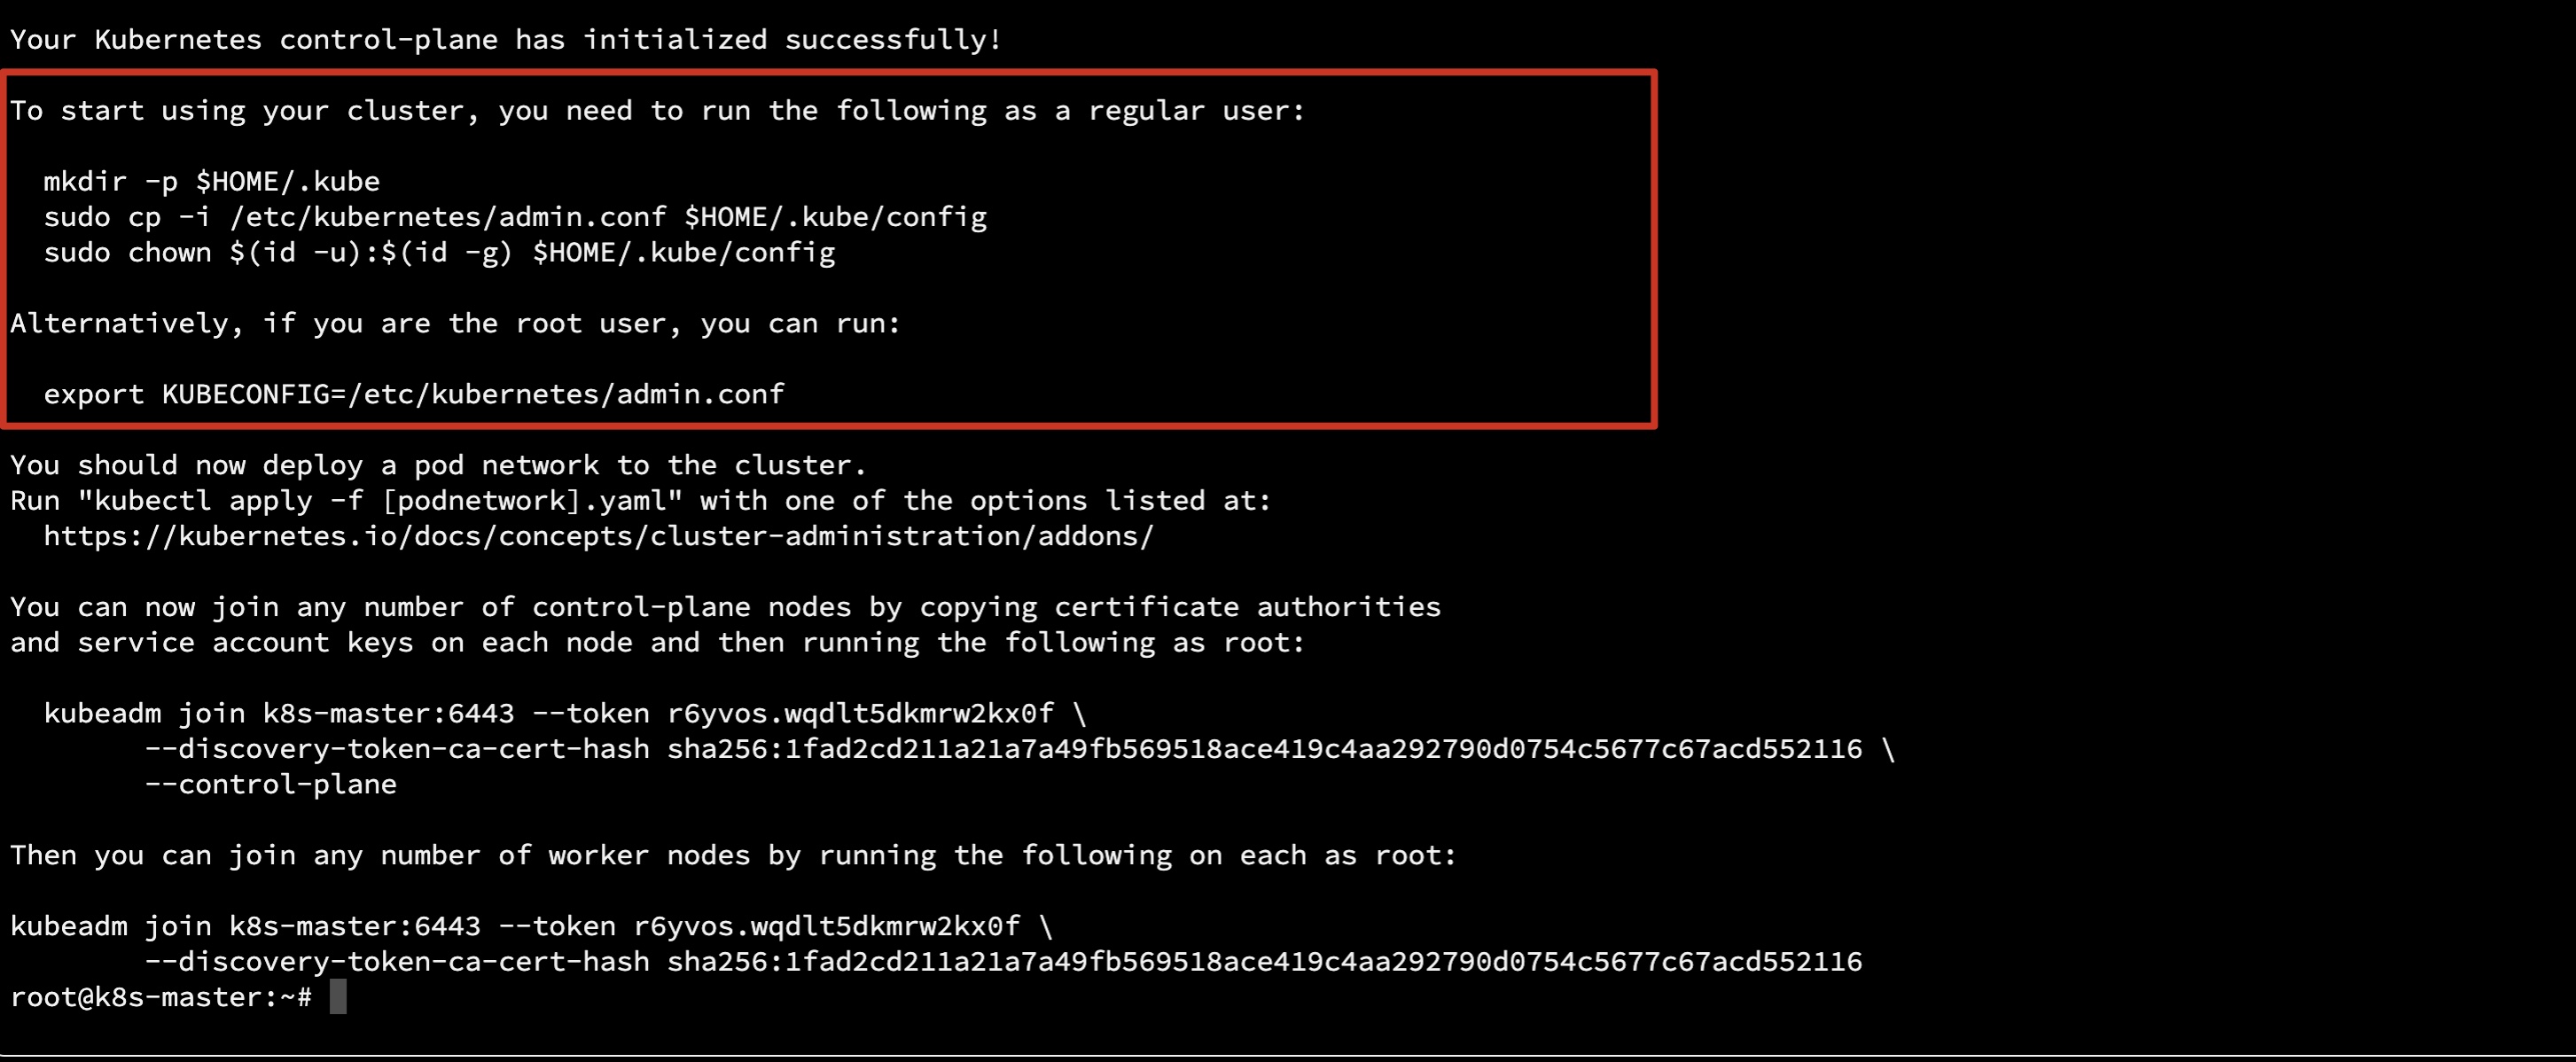 Your Kubernetes control-plane has initialized successfully!
To start using your cluster, you need to run the following as a regular user:
mkdir -p $HOME/.kube
sudo cp -i /etc/kubernetes/admin.conf $HOME/.kube/config
sudo chown $(id -u):$(id -g) $HOME/.kube/config
Alternatively, if you are the root user, you can run:
export KUBECONFIG=/etc/kubernetes/admin.conf
You should now deploy a pod network to the cluster.
Run "kubectl apply -f [podnetwork].yaml" with one of the options listed at:
https://kubernetes.io/docs/concepts/cluster-administration/addons/
You can now join any number of control-plane nodes by copying certificate authorities
and service account keys on each node and then running the following as root:
kubeadm join k8s-master:6443 --token r6yvos.wqdlt5dkmrw2kx0f \
--discovery-token-ca-cert-hash sha256:1fad2cd211a21a7a49fb569518ace419c4aa292790d0754c5677c67acd552116 \
--control-plane
Then you can join any number of worker nodes by running the following on each as root:
kubeadm join k8s-master:6443 --token r6yvos.wqdlt5dkmrw2kx0f \
--discovery-token-ca-cert-hash sha256:1fad2cd211a21a7a49fb569518ace419c4aa292790d0754c5677c67acd552116
root@k8s-master:~#